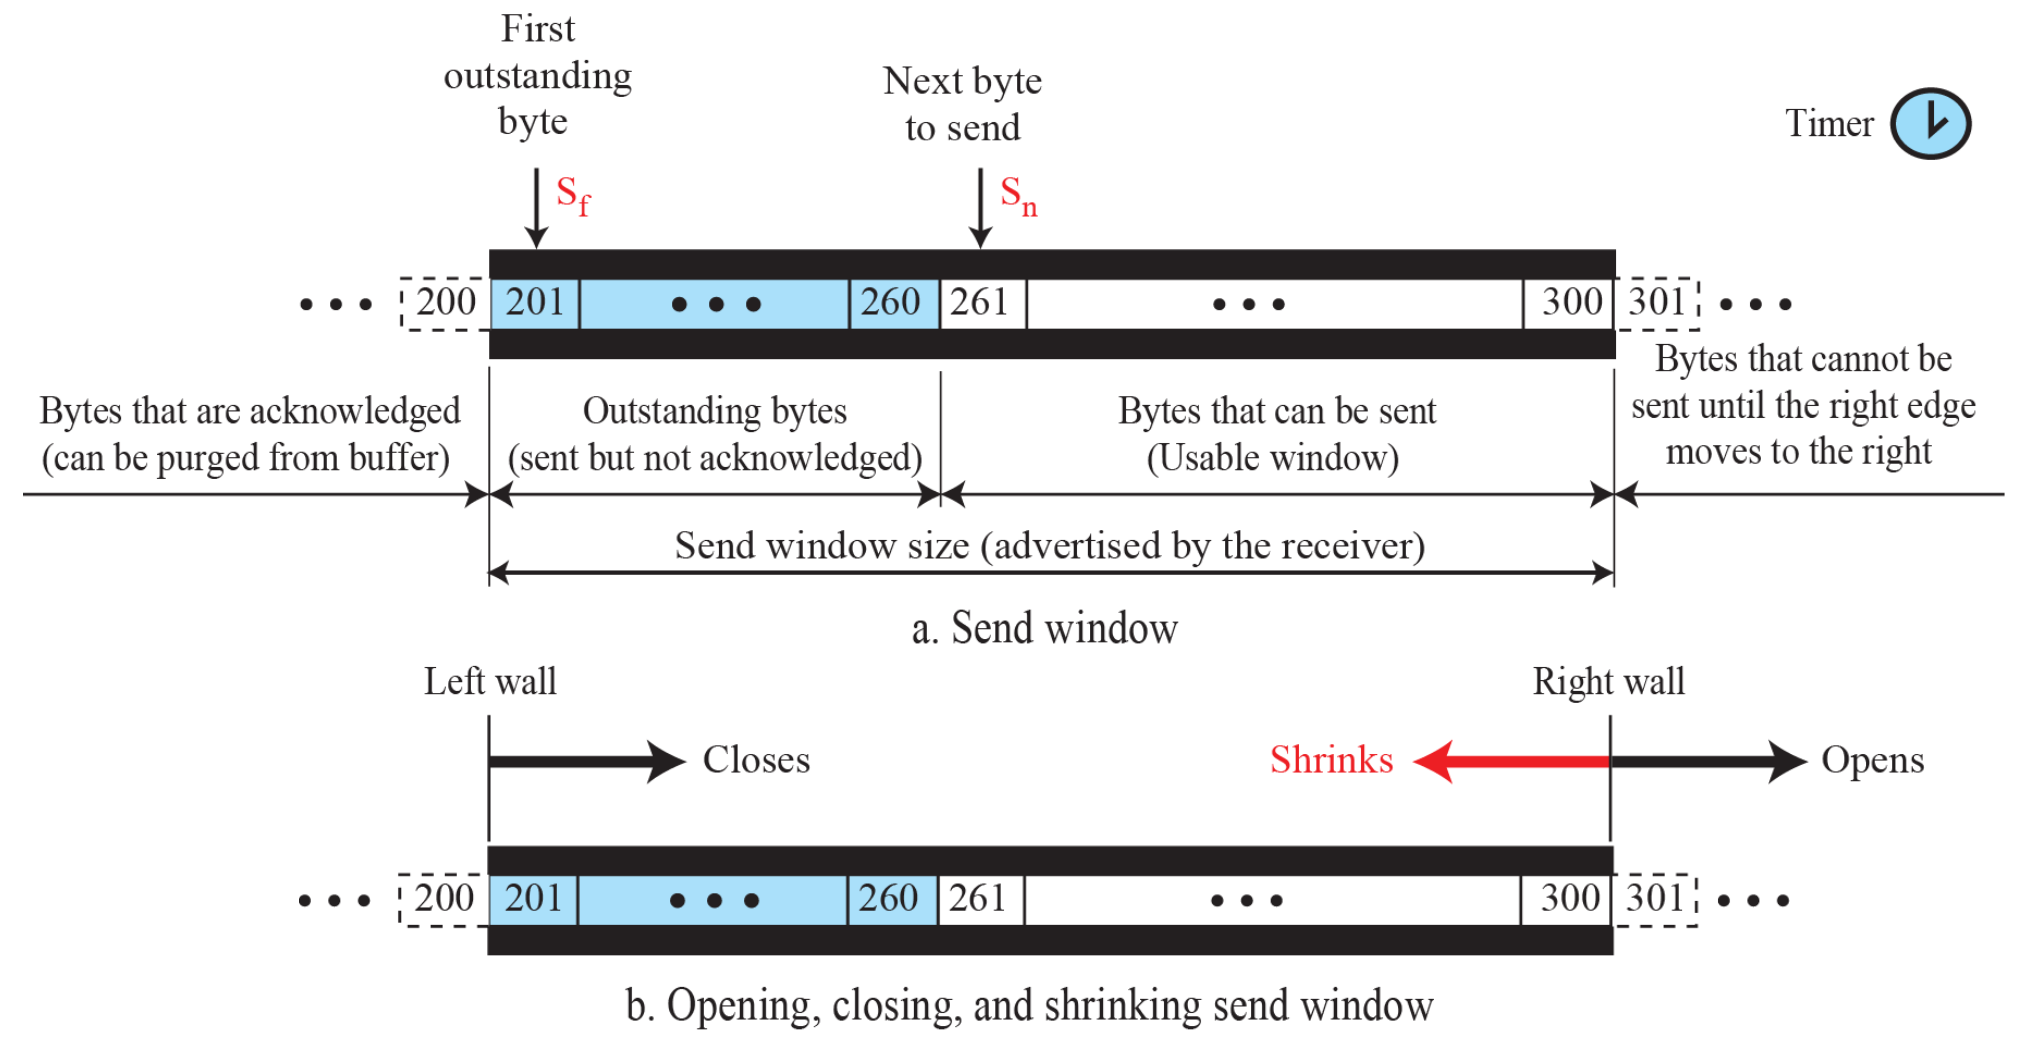 First
outstanding
byte
Next byte
to send
Timer
Sf
Sn
• • • 200 201 • • • 260 261 • • • 300 301 • • •
Bytes that are acknowledged
(can be purged from buffer)
Outstanding bytes
(sent but not acknowledged)
Bytes that can be sent
(Usable window)
Bytes that cannot be
sent until the right edge
moves to the right
Send window size (advertised by the receiver)
a. Send window
Left wall
Right wall
Closes
Shrinks
Opens
• • • 200 201 • • • 260 261 • • • 300 301 • • •
b. Opening, closing, and shrinking send window